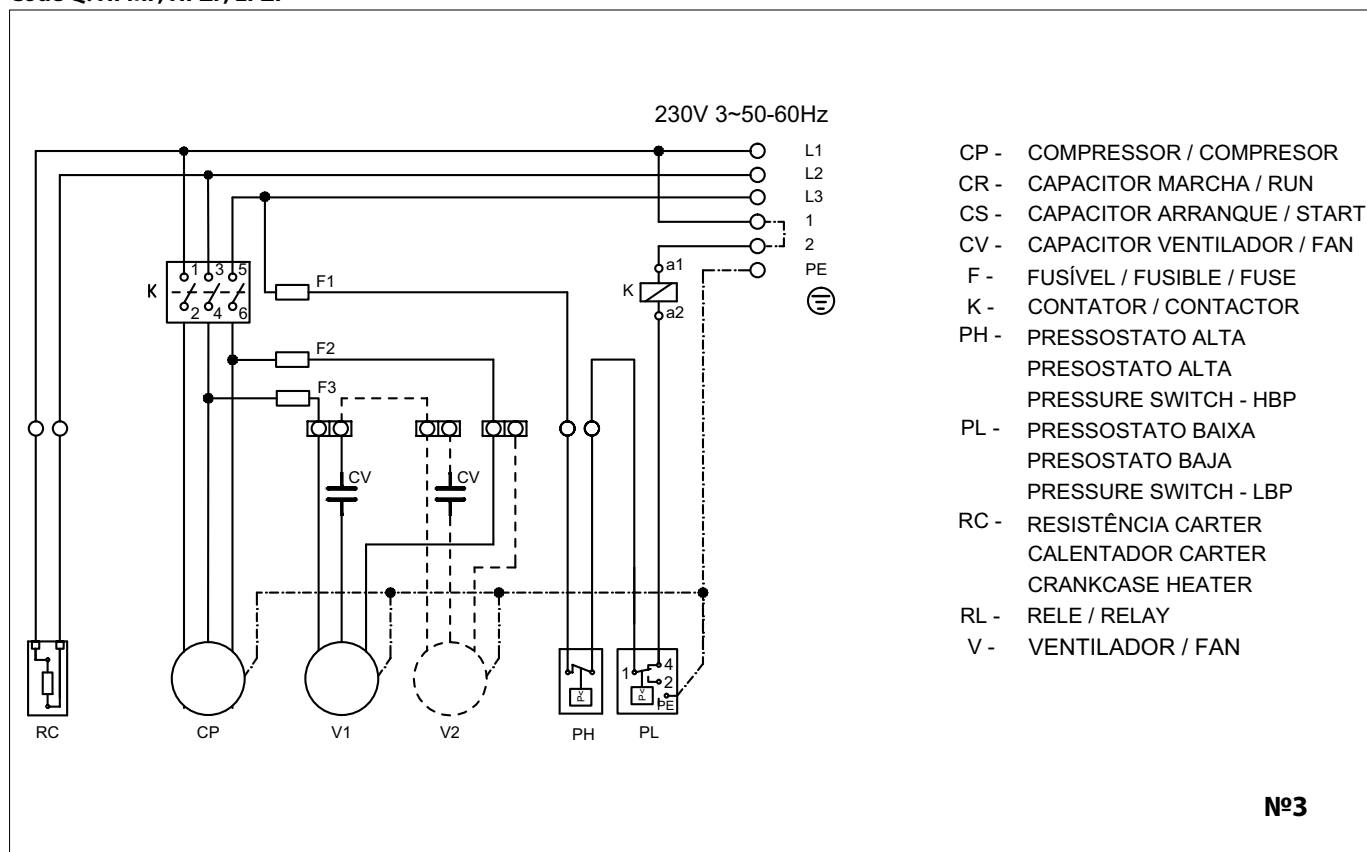 230V 3~50-60Hz
L1
L2
L3
1
2
PE
a1
K
a2
1 3 5
K
2 4 6
F1
F2
F3
CV
CV
1
4
2
PE
P<
P<
RC
CP
V1
V2
PH
PL
CP - COMPRESSOR / COMPRESOR
CR - CAPACITOR MARCHA / RUN
CS - CAPACITOR ARRANQUE / START
CV - CAPACITOR VENTILADOR / FAN
F - FUSÍVEL / FUSIBLE / FUSE
K - CONTATOR / CONTACTOR
PH - PRESSOSTATO ALTA
PRESOSTATO ALTA
PRESSURE SWITCH - HBP
PL - PRESSOSTATO BAIXA
PRESOSTATO BAJA
PRESSURE SWITCH - LBP
RC - RESISTÊNCIA CARTER
CALENTADOR CARTER
CRANKCASE HEATER
RL - RELE / RELAY
V - VENTILADOR / FAN
Nº3